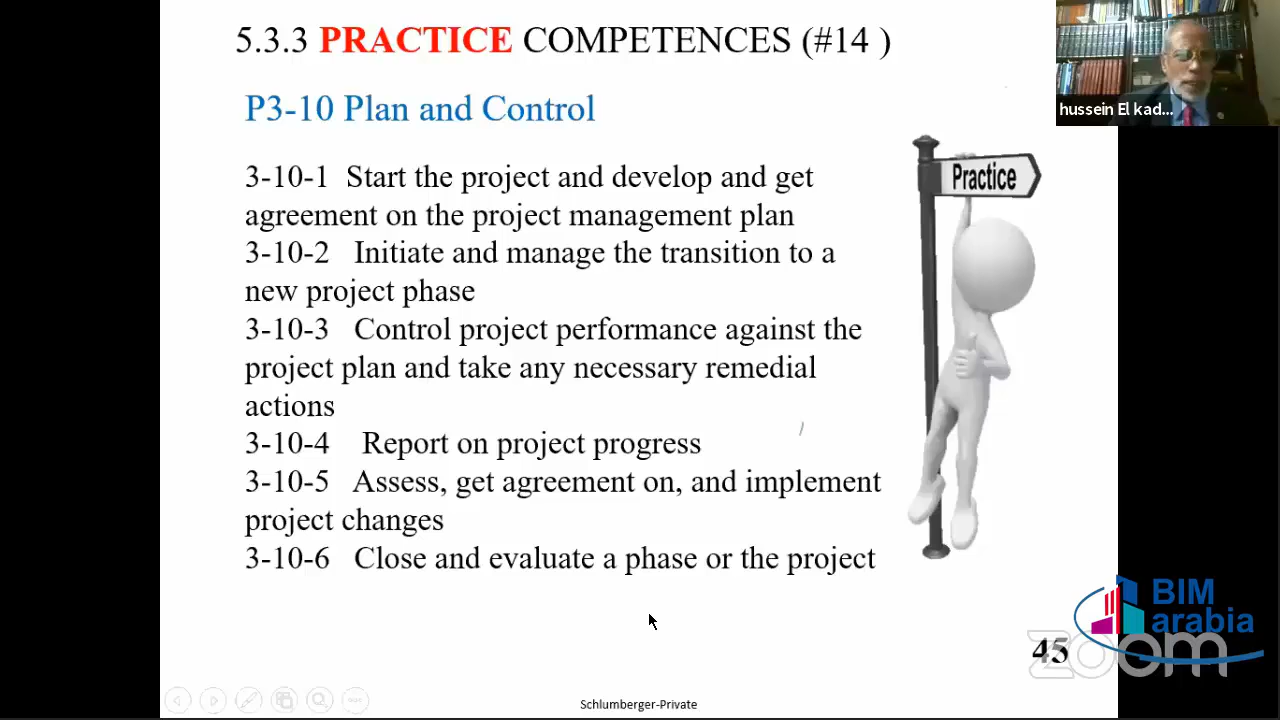 5.3.3 PRACTICE COMPETENCES (#14 )
hussein El kad...
P3-10 Plan and Control
Practice
3-10-1 Start the project and develop and get
agreement on the project management plan
3-10-2 Initiate and manage the transition to a
new project phase
3-10-3 Control project performance against the
project plan and take any necessary remedial
actions
3-10-4 Report on project progress
3-10-5 Assess, get agreement on, and implement
project changes
3-10-6 Close and evaluate a phase or the project
BIM
arabia
45
zoom
Schlumberger-Private